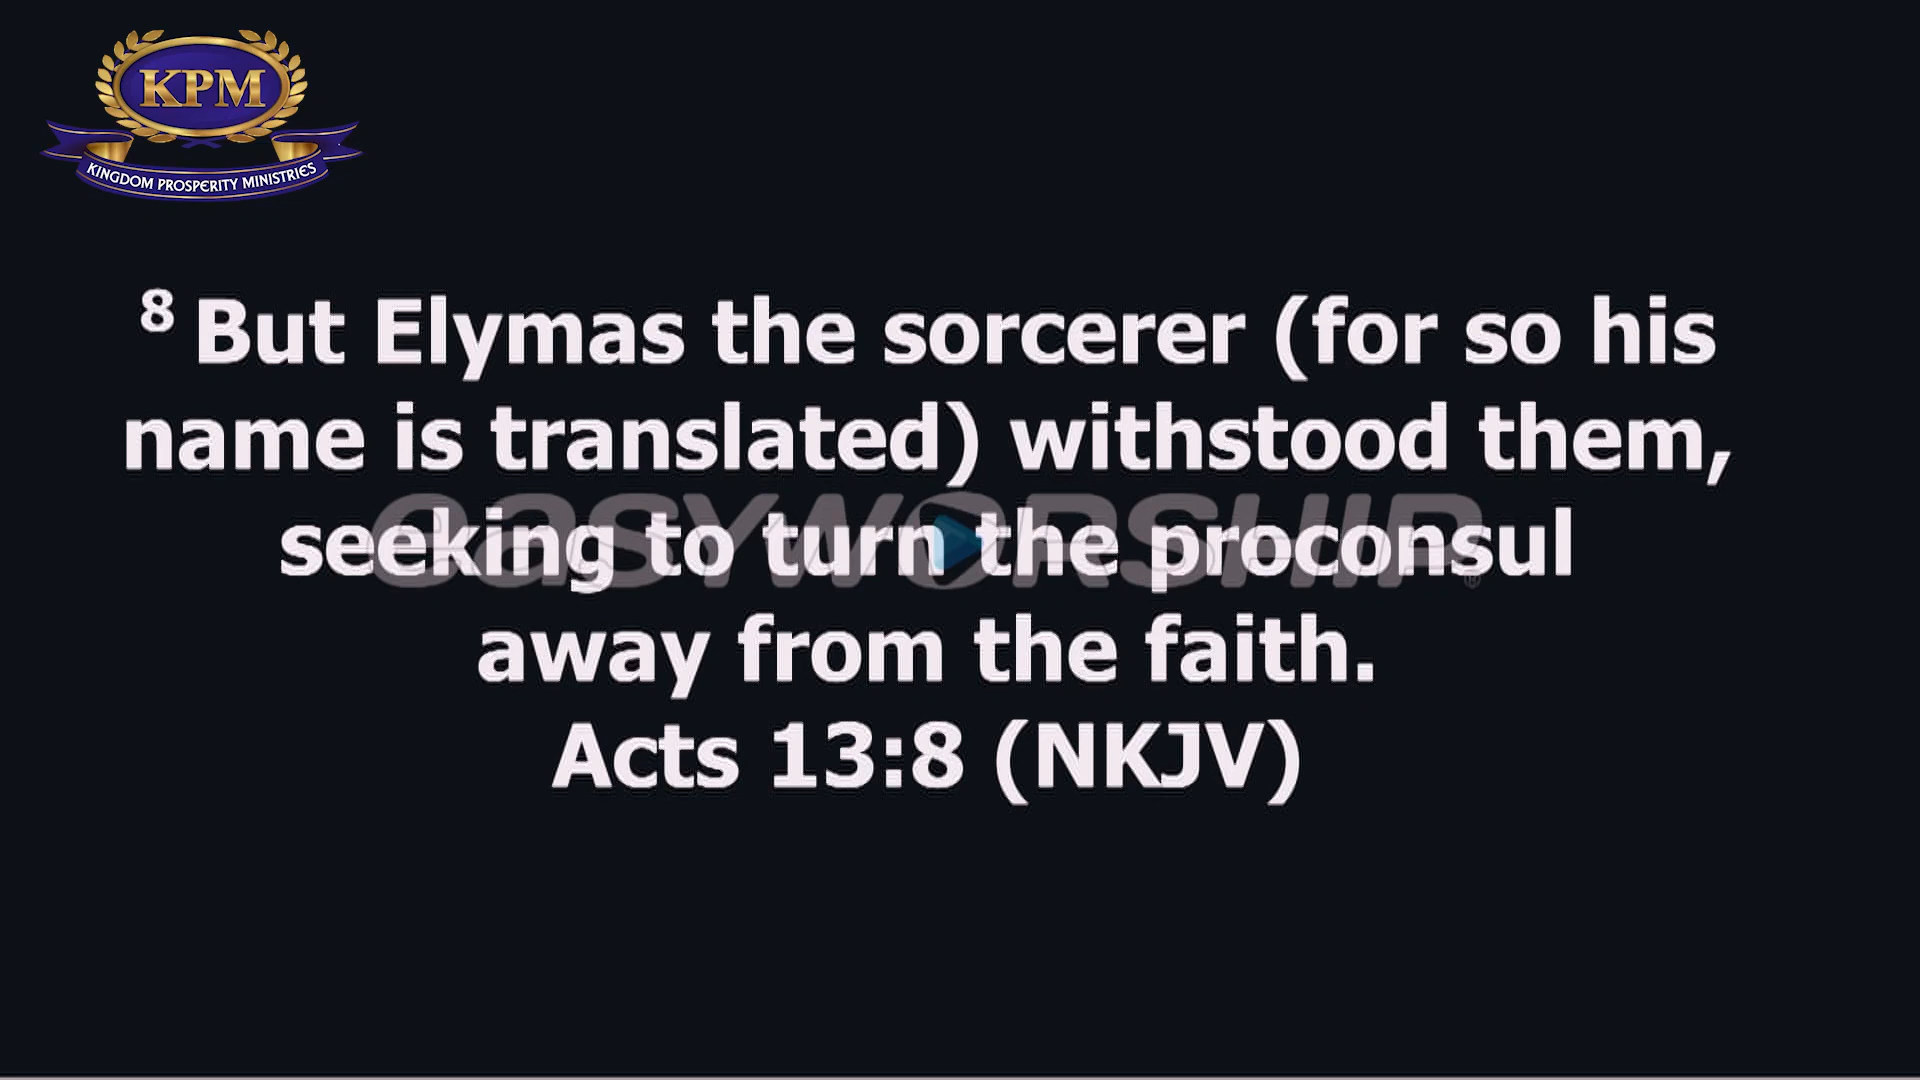 KPM
KINGDOM PROSPERITY MINISTRIES
8 But Elymas the sorcerer (for so his
name is translated) withstood them,
seeking to turn the proconsul
away from the faith.
Acts 13:8 (NKJV)
easyWORSHIP®